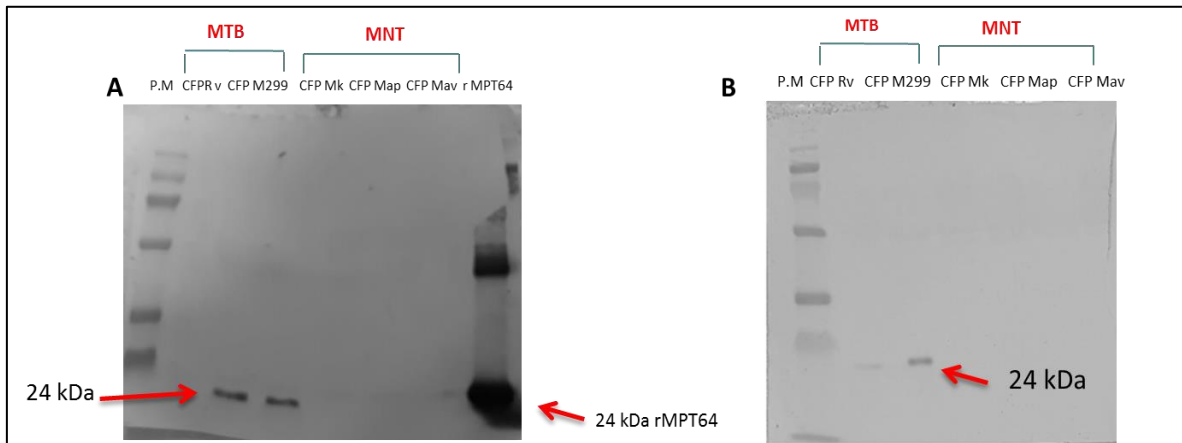 MTB MNT
A
P.M CFPR v CFP M299 CFP Mk CFP Map CFP Mav r MPT64
24 kDa
24 kDa rMPT64
MTB MNT
B
P.M CFP Rv CFP M299 CFP Mk CFP Map CFP Mav
24 kDa